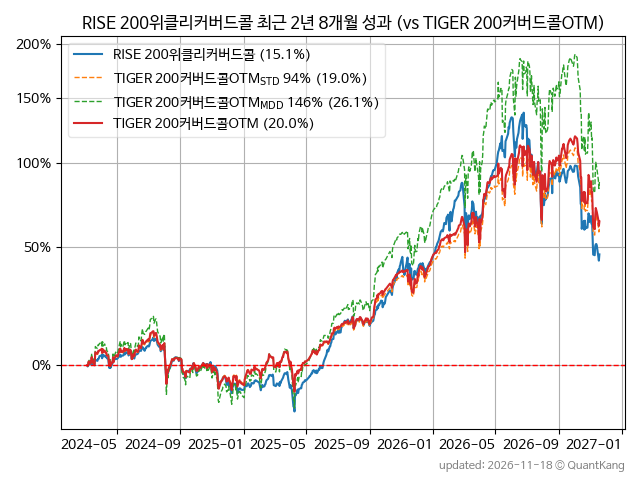 RISE 200위클리커버드콜 최근 2년 8개월 성과 (vs TIGER 200커버드콜OTM)
200%
150%
100%
50%
0%
RISE 200위클리커버드콜 (15.1%)
TIGER 200커버드콜OTM STD 94% (19.0%)
TIGER 200커버드콜OTM MDD 146% (26.1%)
TIGER 200커버드콜OTM (20.0%)
2024-05 2024-09 2025-01 2025-05 2025-09 2026-01 2026-05 2026-09 2027-01
updated: 2026-11-18 © QuantKang